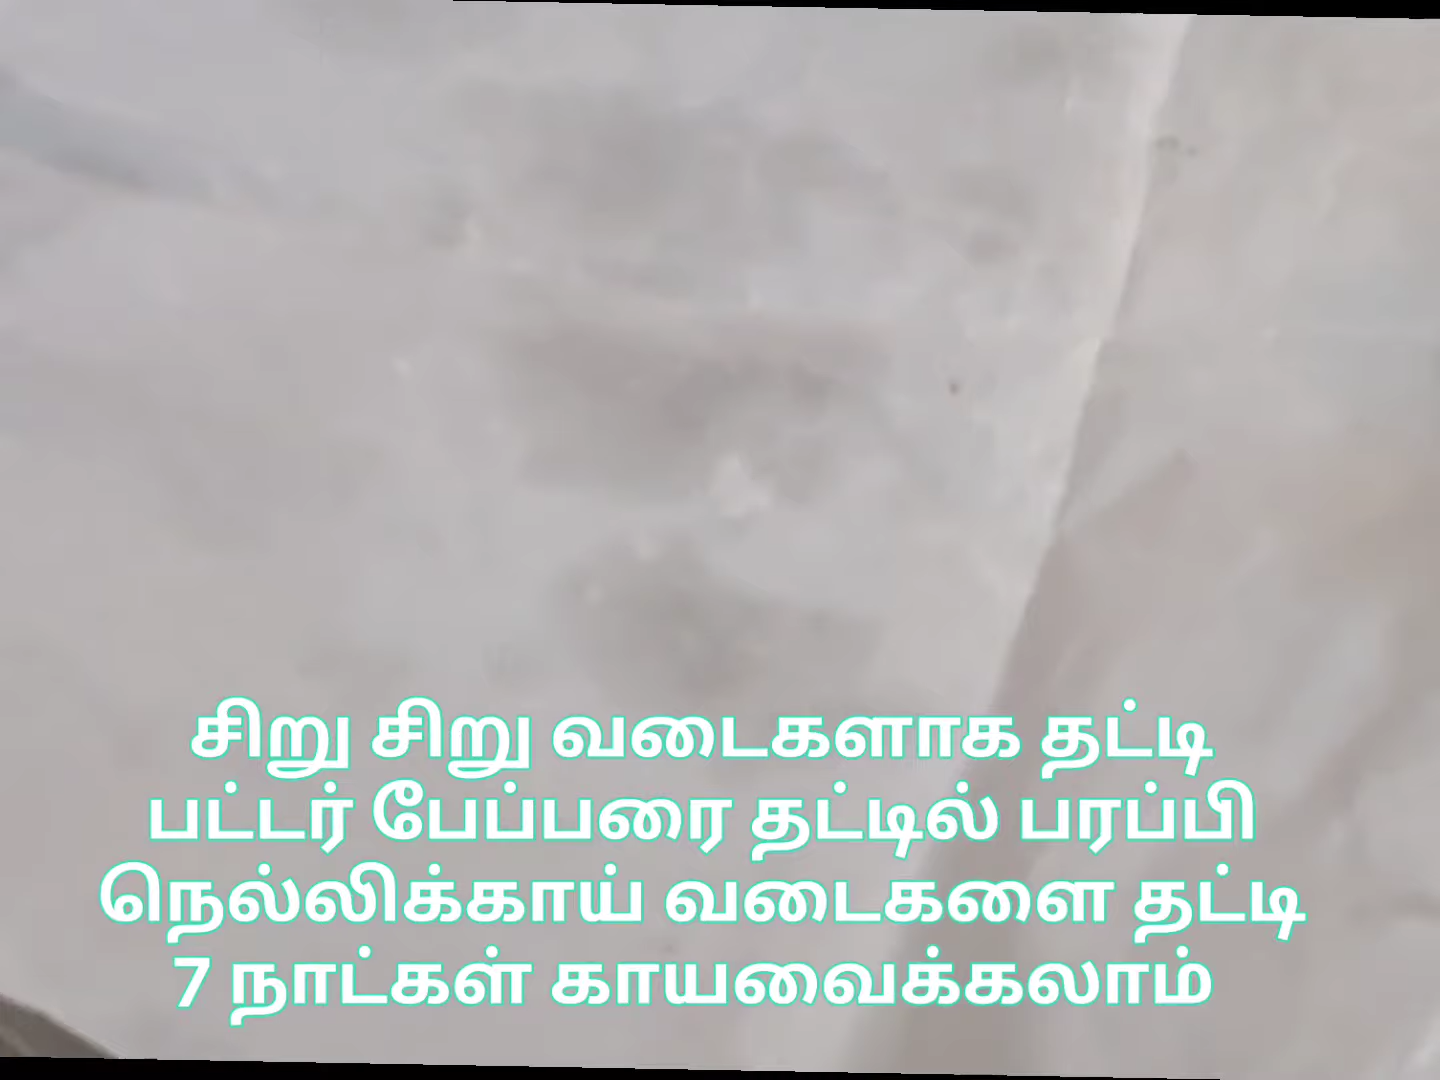 சிறு சிறு வடைகளாக தட்டி
பட்டர் பேப்பரை தட்டில் பரப்பி
நெல்லிக்காய் வடைகளை தட்டி
7 நாட்கள் காயவைக்கலாம்